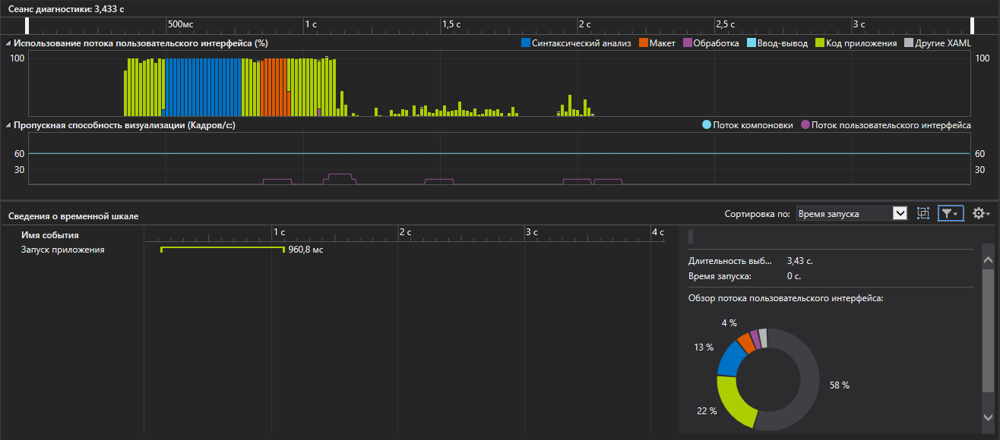 Сеанс диагностики: 3,433 с
500мс 1 с 1,5 с 2 с 2,5 с 3 с
Использование потока пользовательского интерфейса (%) Синтаксический анализ Макет Обработка Ввод-вывод Код приложения Другие XAML
100 100
Пропускная способность визуализации (Кадров/с:) Поток компоновки Поток пользовательского интерфейса
60 60
30 30
Сведения о временной шкале Сортировка по: Время запуска
Имя события 1 с 2 с 3 с 4 с
Запуск приложения 960,8 мс
Длительность выб... 3,43 с.
Время запуска: 0 с.
Обзор потока пользовательского интерфейса:
4 %
13 %
58 %
22 %